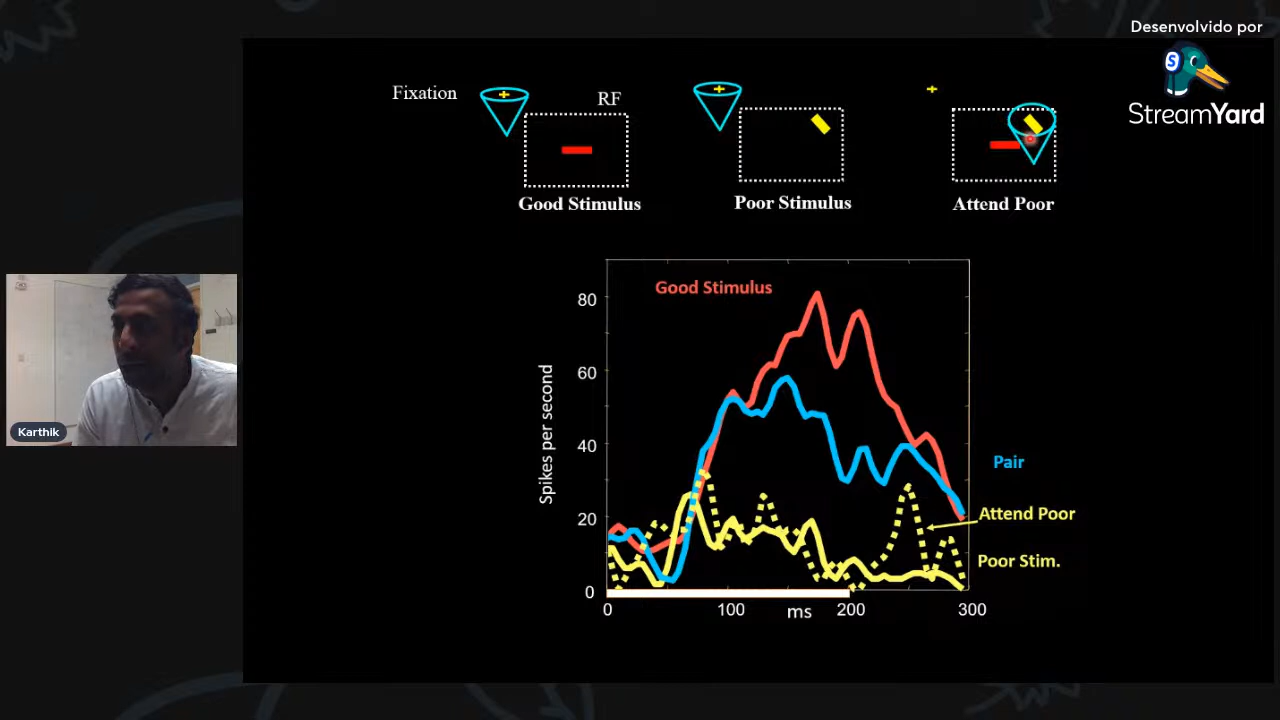 Desenvolvido por
S
StreamYard
Fixation
RF
Good Stimulus
Poor Stimulus
Attend Poor
Good Stimulus
80
60
40
20
0
Spikes per second
Pair
Attend Poor
Poor Stim.
0
100
ms
200
300
Karthik